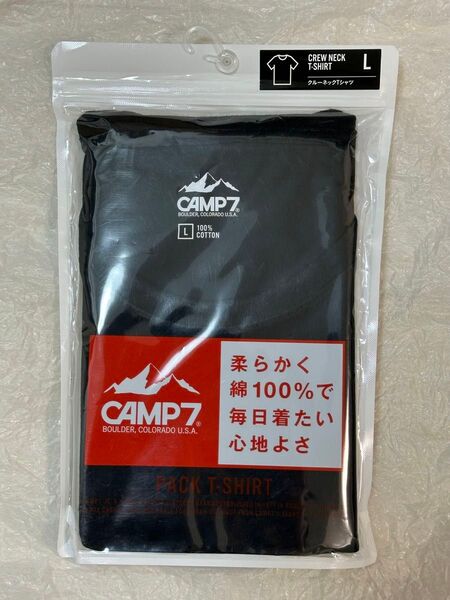 CREW NECK
T-SHIRT
L
クルーネックTシャツ
CAMP7®
BOULDER, COLORADO U.S.A.
L
100%
COTTON
CAMP7®
BOULDER, COLORADO U.S.A.
柔らかく
綿100%で
毎日着たい
心地よさ
PACK T-SHIRT